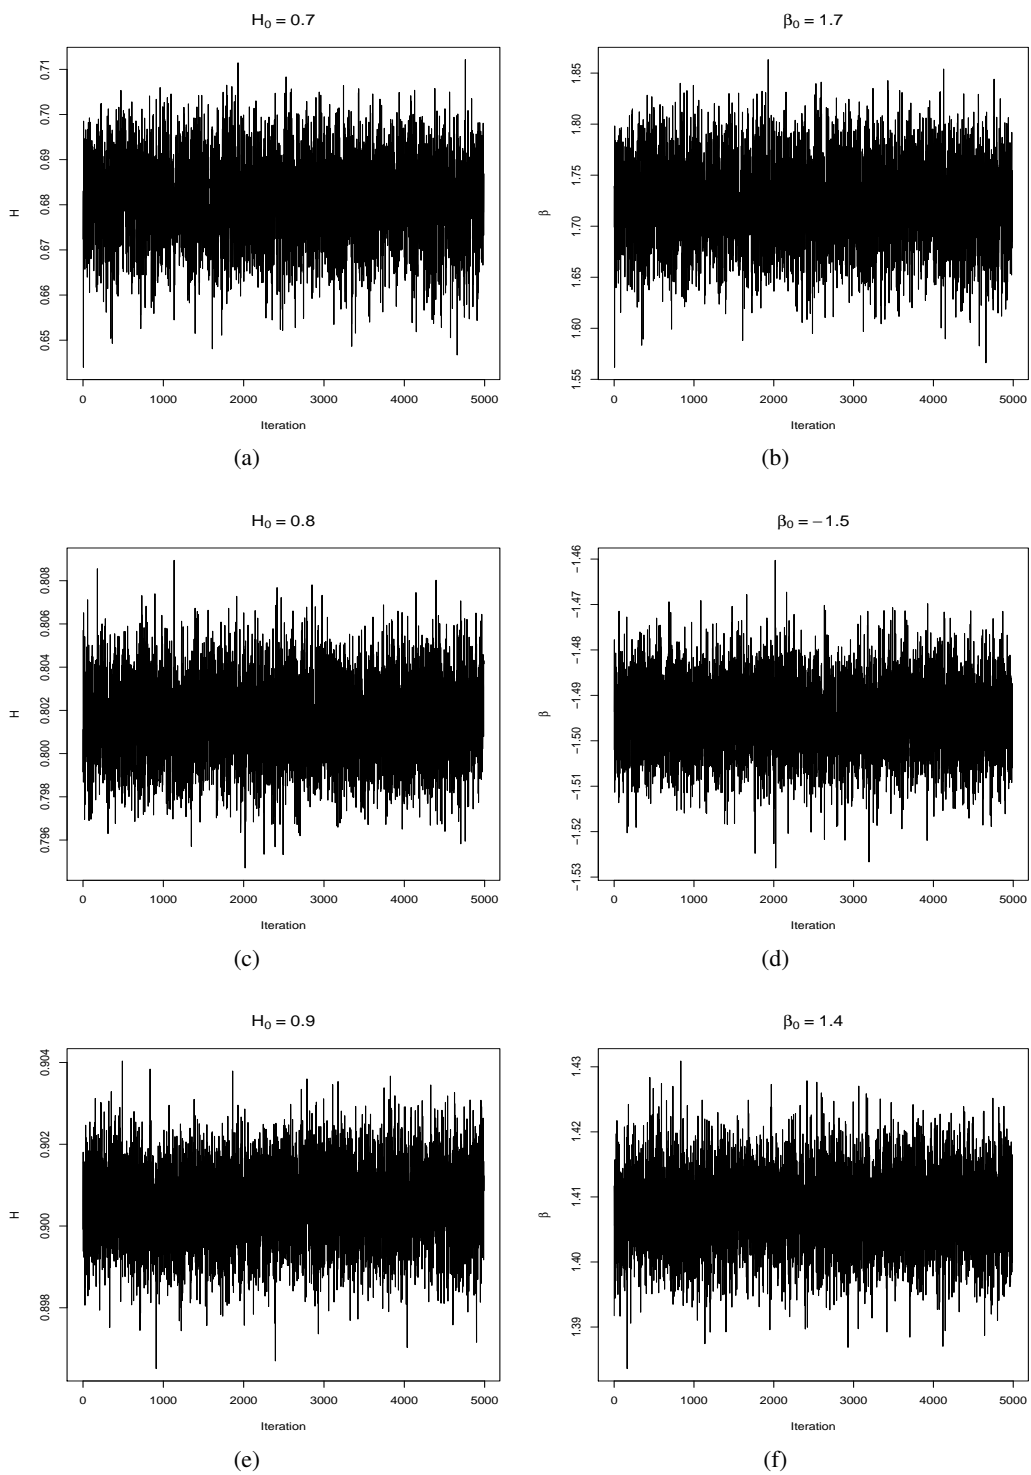 H₀ = 0.7
H
0.71
0.70
0.69
0.68
0.67
0.66
0.65
0 1000 2000 3000 4000 5000
Iteration
(a)
β₀ = 1.7
β
1.85
1.80
1.75
1.70
1.65
1.60
1.55
0 1000 2000 3000 4000 5000
Iteration
(b)
H₀ = 0.8
H
0.808
0.806
0.804
0.802
0.800
0.798
0.796
0 1000 2000 3000 4000 5000
Iteration
(c)
β₀ = −1.5
β
−1.46
−1.47
−1.48
−1.49
−1.50
−1.51
−1.52
−1.53
0 1000 2000 3000 4000 5000
Iteration
(d)
H₀ = 0.9
H
0.904
0.902
0.900
0.898
0 1000 2000 3000 4000 5000
Iteration
(e)
β₀ = 1.4
β
1.43
1.42
1.41
1.40
1.39
0 1000 2000 3000 4000 5000
Iteration
(f)